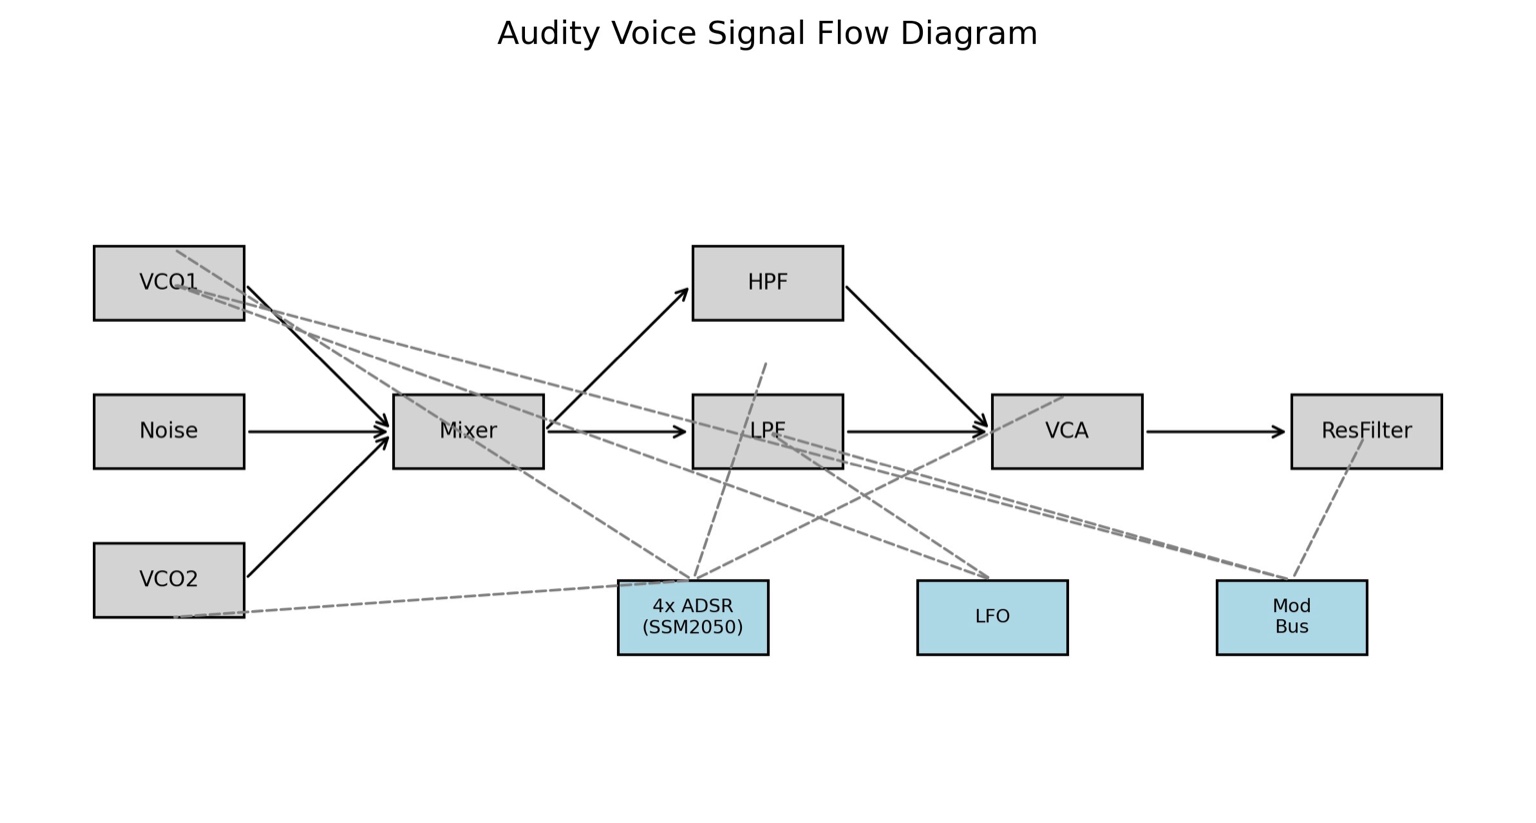 Audity Voice Signal Flow Diagram
VCO1
HPF
Noise
Mixer
LPF
VCA
ResFilter
VCO2
4x ADSR
(SSM2050)
LFO
Mod
Bus